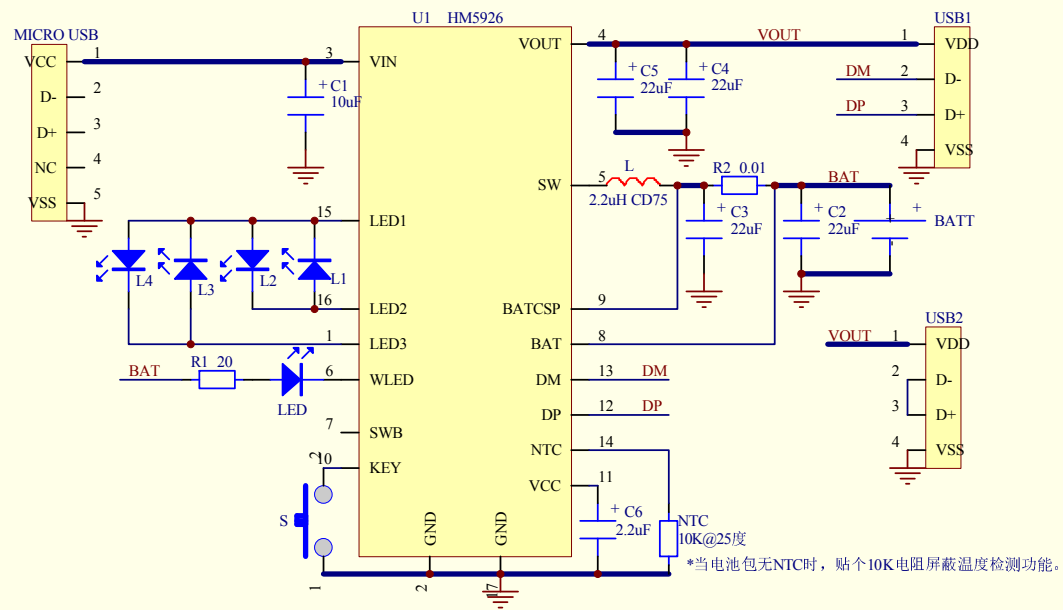 U1 HM5926
MICRO USB
VCC 1
D- 2
D+ 3
NC 4
VSS 5
3 VIN
+ C1
10uF
15 LED1
L4 L3 L2 L1
16 LED2
1 LED3
BAT R1 20 6 WLED
LED
7 SWB
2
10 KEY
S
1
GND
2
GND
17
VOUT 4 VOUT
+ C5
22uF
+ C4
22uF
USB1
1 VDD
DM 2 D-
DP 3 D+
4 VSS
SW 5 L
2.2uH CD75
R2 0.01
BAT
+ C3
22uF
+ C2
22uF
+ BATT
BATCSP 9
BAT 8
DM 13 DM
DP 12 DP
NTC 14
VCC 11
+ C6
2.2uF
NTC
10K@25度
USB2
VOUT 1 VDD
2 D-
3 D+
4 VSS
*当电池包无NTC时，贴个10K电阻屏蔽温度检测功能。